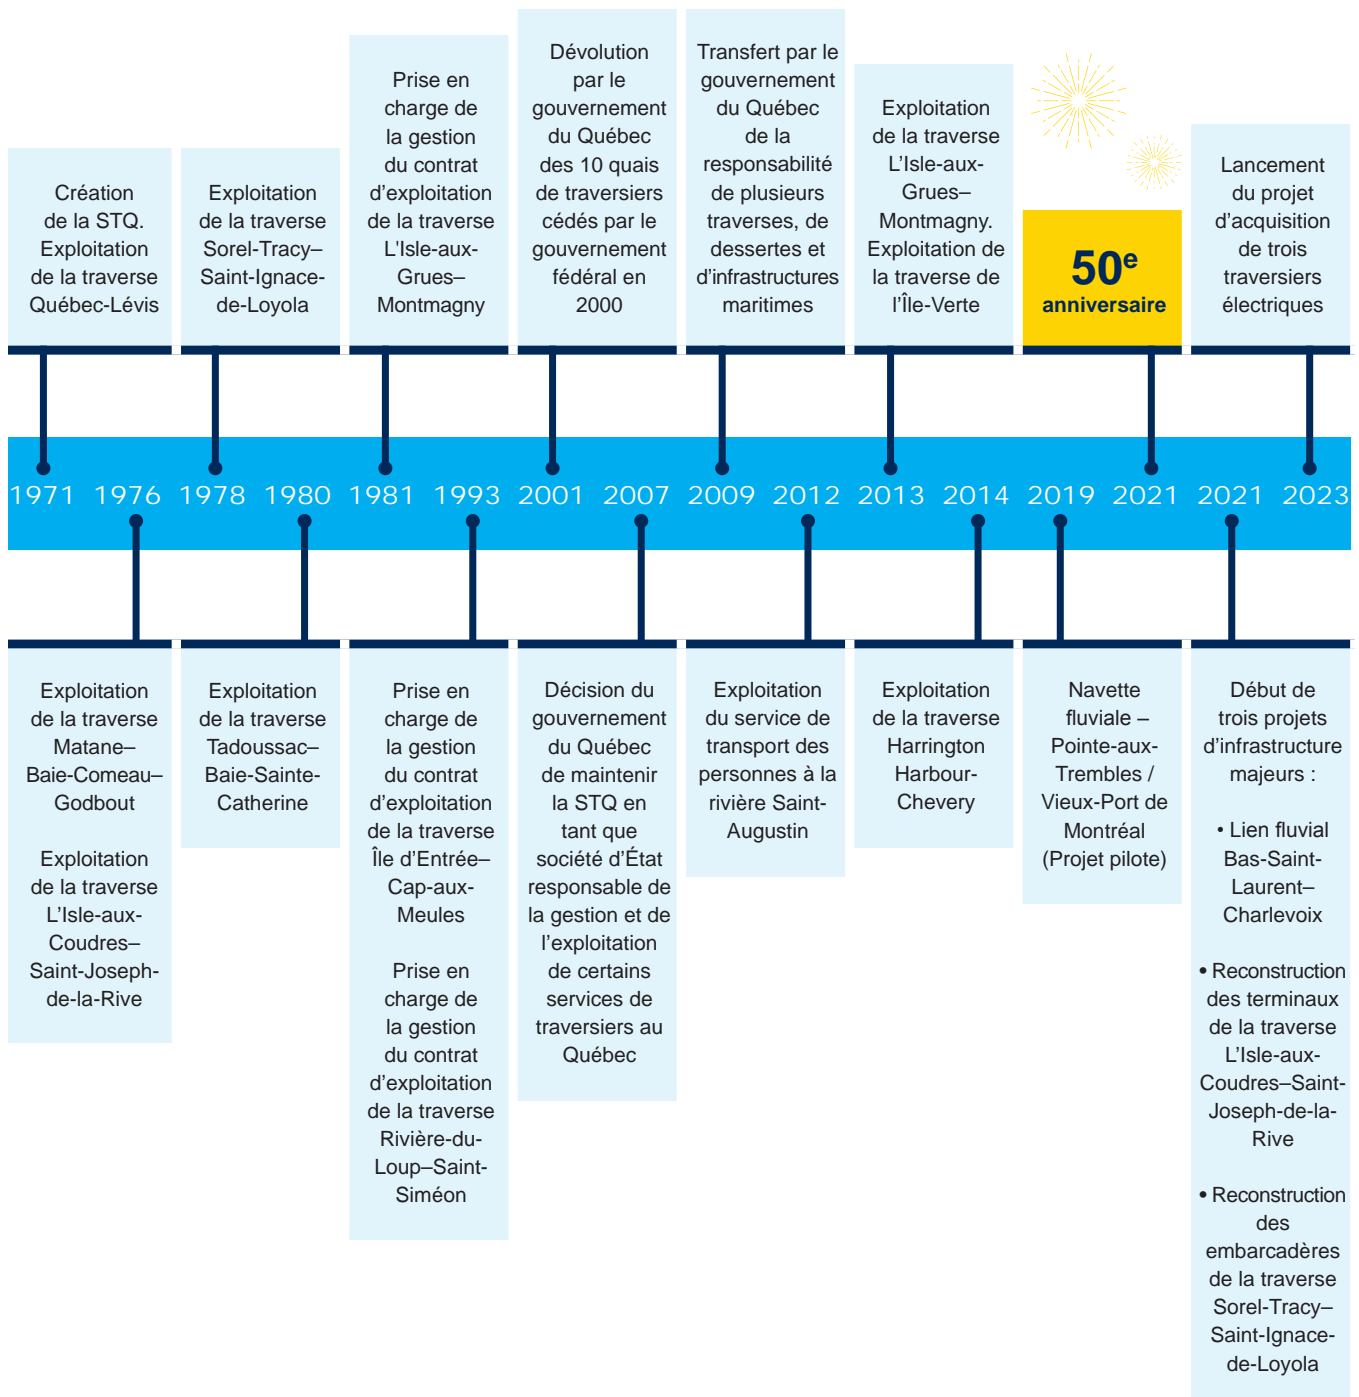 Création
de la STQ.
Exploitation
de la traverse
Québec-Lévis
Exploitation
de la traverse
Sorel-Tracy–
Saint-Ignace-
de-Loyola
Prise en
charge de
la gestion
du contrat
d’exploitation
de la traverse
L'Isle-aux-
Grues–
Montmagny
Dévolution
par le
gouvernement
du Québec
des 10 quais
de traversiers
cédés par le
gouvernement
fédéral en
2000
Transfert par le
gouvernement
du Québec
de la
responsabilité
de plusieurs
traverses, de
dessertes et
d’infrastructures
maritimes
Exploitation
de la traverse
L'Isle-aux-
Grues–
Montmagny.
Exploitation de
la traverse de
l’Île-Verte
50e
anniversaire
Lancement
du projet
d’acquisition
de trois
traversiers
électriques
1971 1976 1978 1980 1981 1993 2001 2007 2009 2012 2013 2014 2019 2021 2021 2023
Exploitation
de la traverse
Matane–
Baie-Comeau–
Godbout
Exploitation
de la traverse
L'Isle-aux-
Coudres–
Saint-Joseph-
de-la-Rive
Exploitation
de la traverse
Tadoussac–
Baie-Sainte-
Catherine
Prise en
charge de
la gestion
du contrat
d’exploitation
de la traverse
Île d’Entrée–
Cap-aux-
Meules
Prise en
charge de
la gestion
du contrat
d’exploitation
de la traverse
Rivière-du-
Loup–Saint-
Siméon
Décision du
gouvernement
du Québec
de maintenir
la STQ en
tant que
société d’État
responsable de
la gestion et de
l’exploitation
de certains
services de
traversiers au
Québec
Exploitation
du service de
transport des
personnes à la
rivière Saint-
Augustin
Exploitation
de la traverse
Harrington
Harbour-
Chevery
Navette
fluviale –
Pointe-aux-
Trembles /
Vieux-Port de
Montréal
(Projet pilote)
Début de
trois projets
d’infrastructure
majeurs :
• Lien fluvial
Bas-Saint-
Laurent–
Charlevoix
• Reconstruction
des terminaux
de la traverse
L'Isle-aux-
Coudres–Saint-
Joseph-de-la-
Rive
• Reconstruction
des
embarcadères
de la traverse
Sorel-Tracy–
Saint-Ignace-
de-Loyola